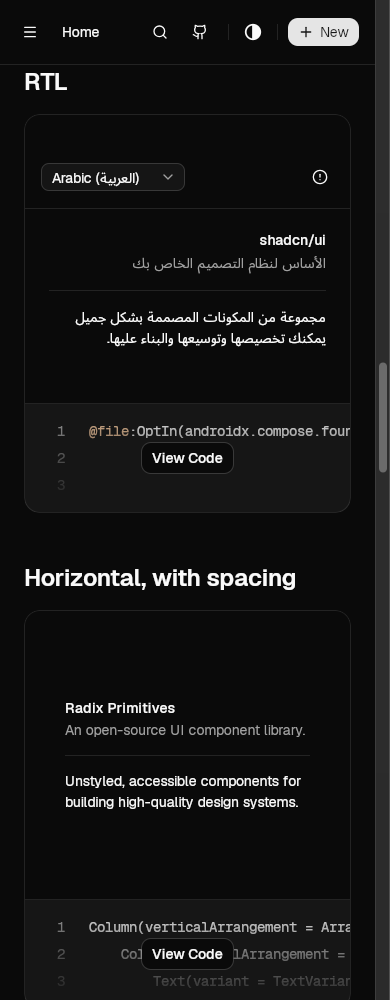 Home
New
RTL
Arabic (العربية)
shadcn/ui
الأساس لنظام التصميم الخاص بك
مجموعة من المكونات المصممة بشكل جميل
يمكنك تخصيصها وتوسيعها والبناء عليها.
1 @file:OptIn(androidx.compose.foun
2
View Code
3
Horizontal, with spacing
Radix Primitives
An open-source UI component library.
Unstyled, accessible components for
building high-quality design systems.
1 Column(verticalArrangement = Arra
2 Col
View Code
lArrangement =
3 Text(variant = TextVarian